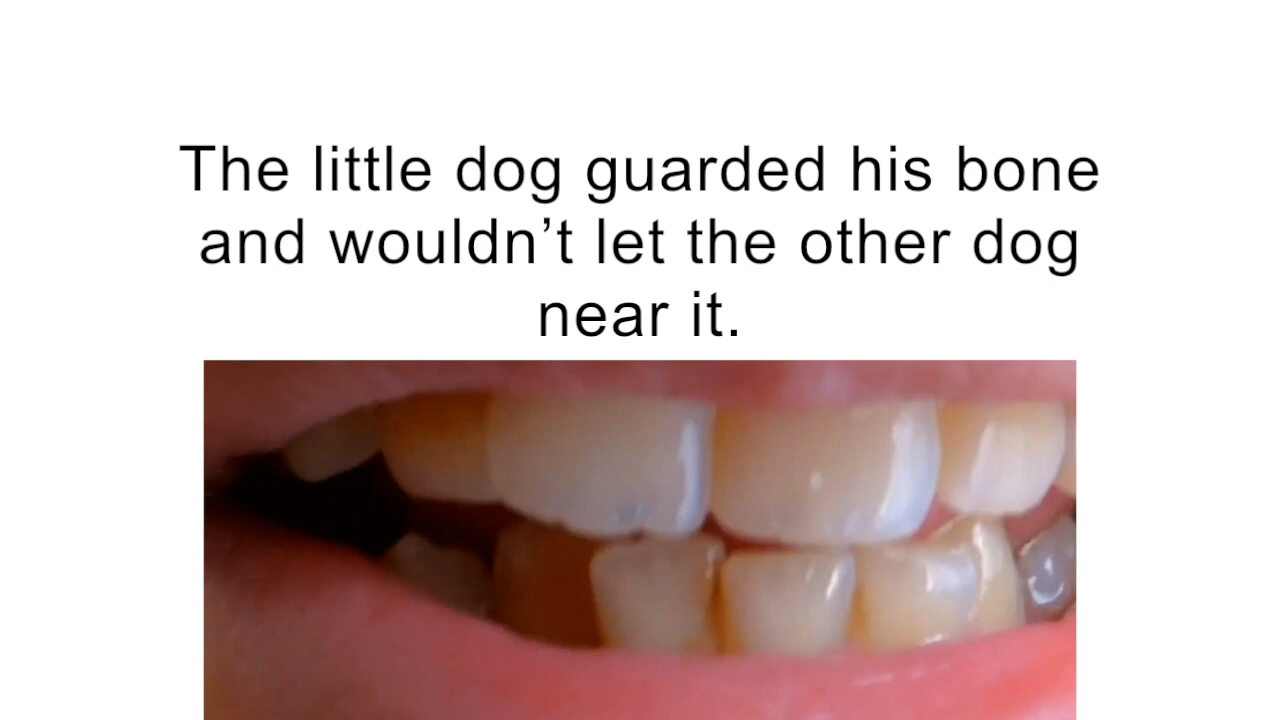 The little dog guarded his bone
and wouldn’t let the other dog
near it.